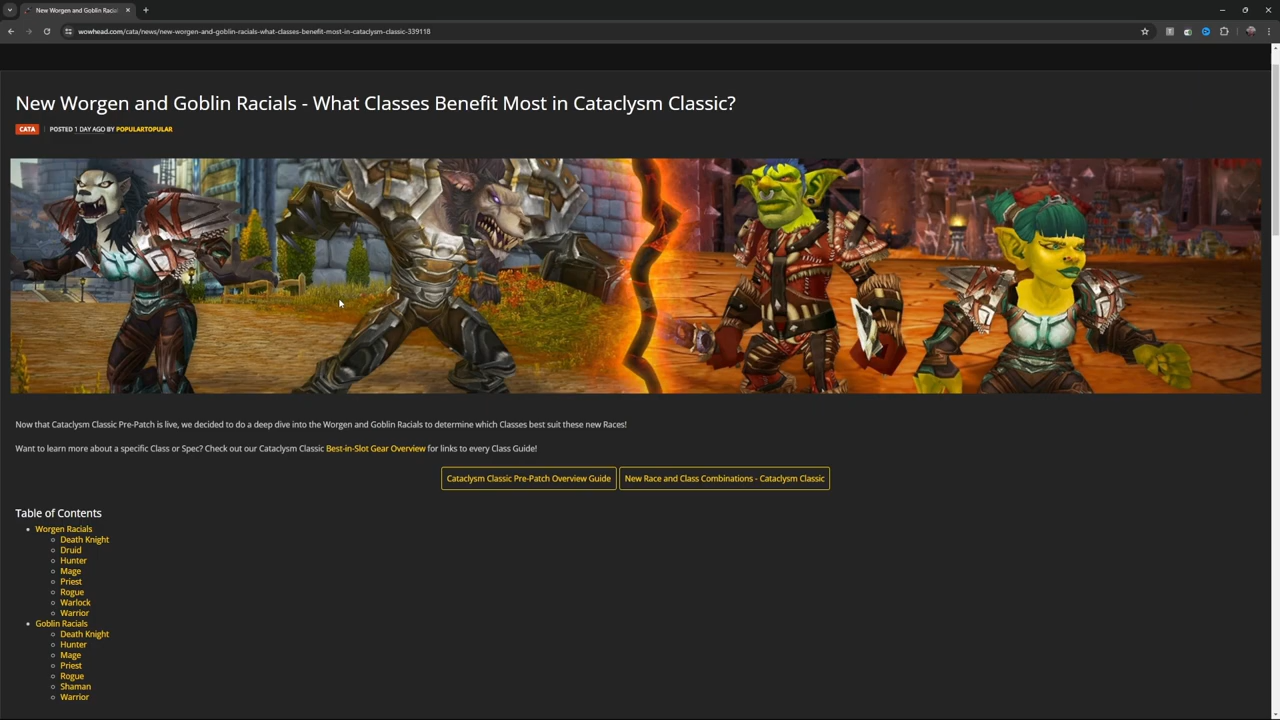 New Worgen and Goblin Racial
wowhead.com/cata/news/new-worgen-and-goblin-racials-what-classes-benefit-most-in-cataclysm-classic-339118
New Worgen and Goblin Racials - What Classes Benefit Most in Cataclysm Classic?
CATA | POSTED 1 DAY AGO BY POPULARTOPULAR
Now that Cataclysm Classic Pre-Patch is live, we decided to do a deep dive into the Worgen and Goblin Racials to determine which Classes best suit these new Races!
Want to learn more about a specific Class or Spec? Check out our Cataclysm Classic Best-in-Slot Gear Overview for links to every Class Guide!
Cataclysm Classic Pre-Patch Overview Guide
New Race and Class Combinations - Cataclysm Classic
Table of Contents
Worgen Racials
Death Knight
Druid
Hunter
Mage
Priest
Rogue
Warlock
Warrior
Goblin Racials
Death Knight
Hunter
Mage
Priest
Rogue
Shaman
Warrior